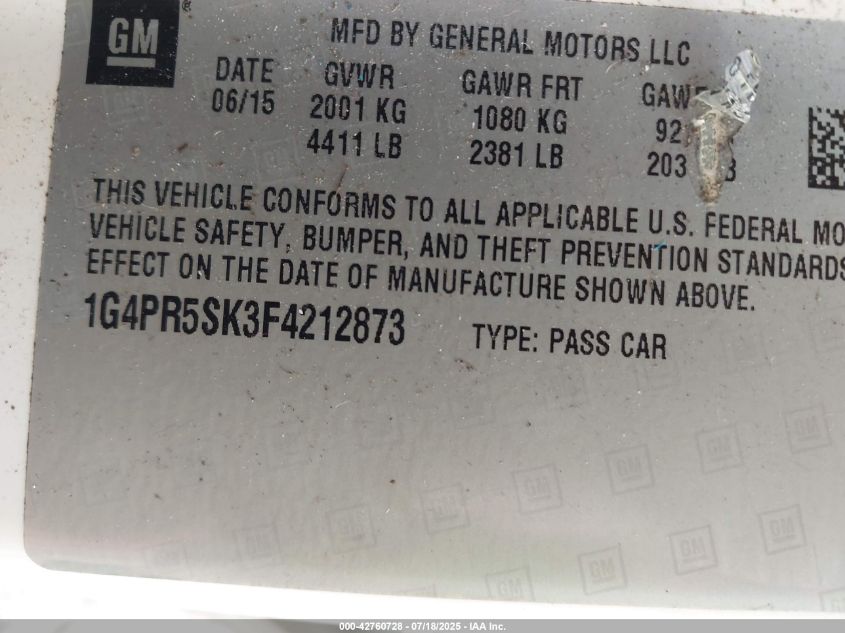 GM ®
MFD BY GENERAL MOTORS LLC
DATE GVWR GAWR FRT
06/15 2001 KG 1080 KG
4411 LB 2381 LB
THIS VEHICLE CONFORMS TO ALL APPLICABLE U.S. FEDERAL MO
VEHICLE SAFETY, BUMPER, AND THEFT PREVENTION STANDARDS
EFFECT ON THE DATE OF MANUFACTURE SHOWN ABOVE.
1G4PR5SK3F4212873 TYPE: PASS CAR
000-42760728 - 07/18/2025 - IAA Inc.